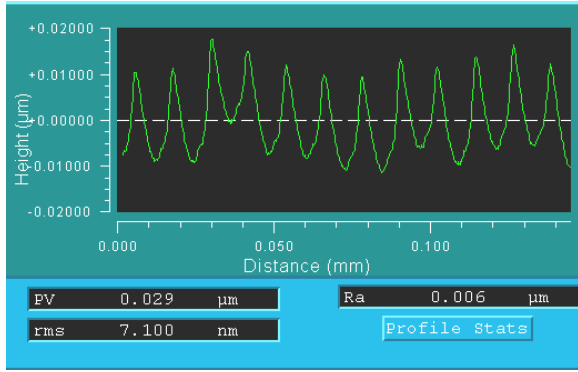 +0.02000
+0.01000
+0.00000
-0.01000
-0.02000
Height (µm)
0.000 0.050 0.100
Distance (mm)
PV 0.029 µm
Ra 0.006 µm
rms 7.100 nm
Profile Stats